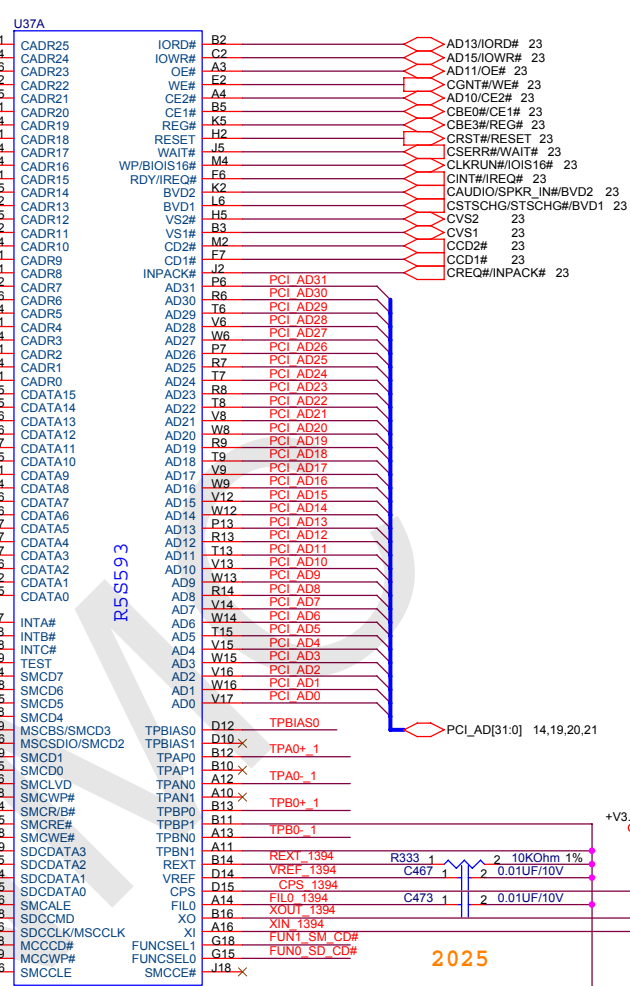 U37A
CADR25 IORD# B2 AD13/IORD# 23
CADR24 IOWR# C2 AD15/IOWR# 23
CADR23 OE# A3 AD11/OE# 23
CADR22 WE# E2 CGNT#/WE# 23
CADR21 CE2# A4 AD10/CE2# 23
CADR20 CE1# B5 CBE0#/CE1# 23
CADR19 REG# K5 CBE3#/REG# 23
CADR18 RESET H2 CRST#/RESET 23
CADR17 WAIT# J5 CSERR#/WAIT# 23
CADR16 WP/BIOIS16# M4 CLKRUN#/IOIS16# 23
CADR15 RDY/IREQ# F6 CINT#/IREQ# 23
CADR14 BVD2 K2 CAUDIO/SPKR_IN#/BVD2 23
CADR13 BVD1 L6 CSTSCHG/STSCHG#/BVD1 23
CADR12 VS2# H5 CVS2 23
CADR11 VS1# B3 CVS1 23
CADR10 CD2# M2 CCD2# 23
CADR9 CD1# F7 CCD1# 23
CADR8 INPACK# J2 CREQ#/INPACK# 23
CADR7 AD31 P6 PCI_AD31
CADR6 AD30 R6 PCI_AD30
CADR5 AD29 T6 PCI_AD29
CADR4 AD28 V6 PCI_AD28
CADR3 AD27 W6 PCI_AD27
CADR2 AD26 P7 PCI_AD26
CADR1 AD25 R7 PCI_AD25
CADR0 AD24 T7 PCI_AD24
CDATA15 AD23 R8 PCI_AD23
CDATA14 AD22 T8 PCI_AD22
CDATA13 AD21 V8 PCI_AD21
CDATA12 AD20 W8 PCI_AD20
CDATA11 AD19 R9 PCI_AD19
CDATA10 AD18 T9 PCI_AD18
CDATA9 AD17 V9 PCI_AD17
CDATA8 AD16 W9 PCI_AD16
CDATA7 AD15 V12 PCI_AD15
CDATA6 AD14 W12 PCI_AD14
CDATA5 AD13 P13 PCI_AD13
CDATA4 AD12 R13 PCI_AD12
CDATA3 AD11 T13 PCI_AD11
CDATA2 AD10 V13 PCI_AD10
CDATA1 AD9 W13 PCI_AD9
CDATA0 AD8 R14 PCI_AD8
R5S593
AD7 V14 PCI_AD7
INTA# AD6 W14 PCI_AD6
INTB# AD5 T15 PCI_AD5
INTC# AD4 V15 PCI_AD4
TEST AD3 W15 PCI_AD3
SMCD7 AD2 V16 PCI_AD2
SMCD6 AD1 W16 PCI_AD1
SMCD5 AD0 V17 PCI_AD0
SMCD4
MSCBS/SMCD3 TPBIAS0 D12 TPBIAS0 PCI_AD[31:0] 14,19,20,21
MSCSDIO/SMCD2 TPBIAS1 D10
SMCD1 TPAP0 B12 TPA0+_1
SMCD0 TPAP1 B10
SMCLVD TPAN0 A12 TPA0-_1
SMCWP# TPAN1 A10
SMCR/B# TPBP0 B13 TPB0+_1
SMCRE# TPBP1 B11 +V3.
SMCWE# TPBN0 A13 TPB0-_1
SDCDATA3 TPBN1 A11
SDCDATA2 REXT B14 REXT_1394 R333 1 2 10KOhm 1%
SDCDATA1 VREF D14 VREF_1394 C467 1 2 0.01UF/10V
SDCDATA0 CPS D15 CPS_1394
SMCALE FIL0 A14 FIL0_1394 C473 1 2 0.01UF/10V
SDCCMD XO B16 XOUT_1394
SDCCLK/MSCCLK XI A16 XIN_1394
MCCCD# FUNCSEL1 G18 FUN1_SM_CD#
MCCWP# FUNCSEL0 G15 FUN0_SD_CD#
SMCCLE SMCCE# J18
2025